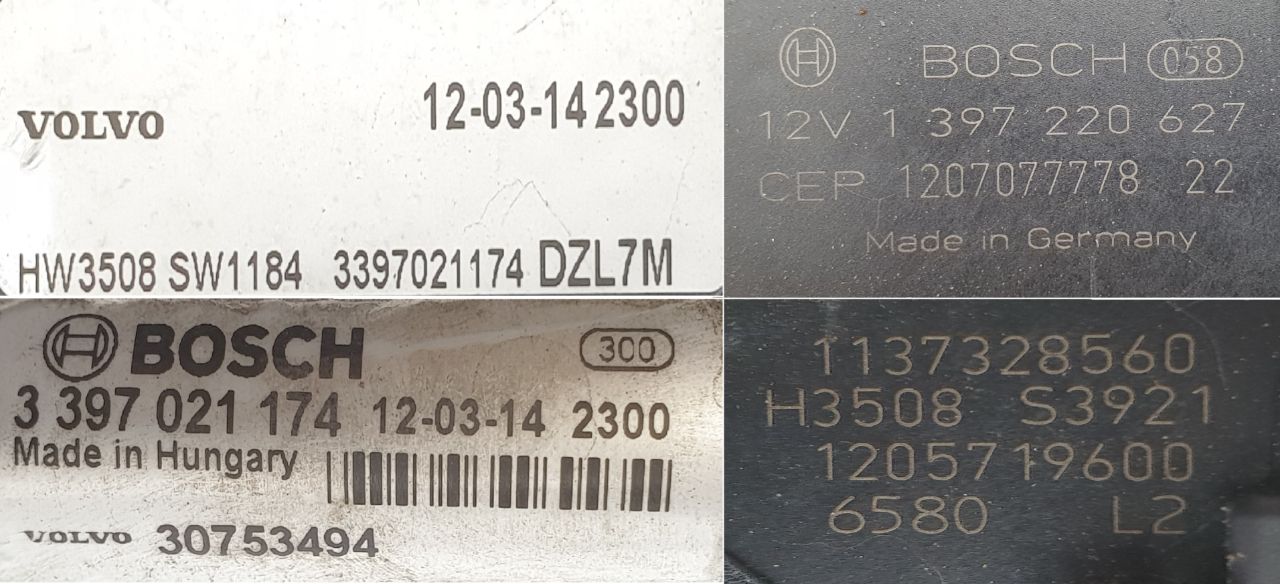 12-03-14 2300
VOLVO
HW3508 SW1184 3397021174 DZL7M
BOSCH 058
12V 1 397 220 627
CEP 1207077778 22
Made in Germany
BOSCH 300
3 397 021 174 12-03-14 2300
Made in Hungary
VOLVO 30753494
1137328560
H3508 S3921
1205719600
6580 L2